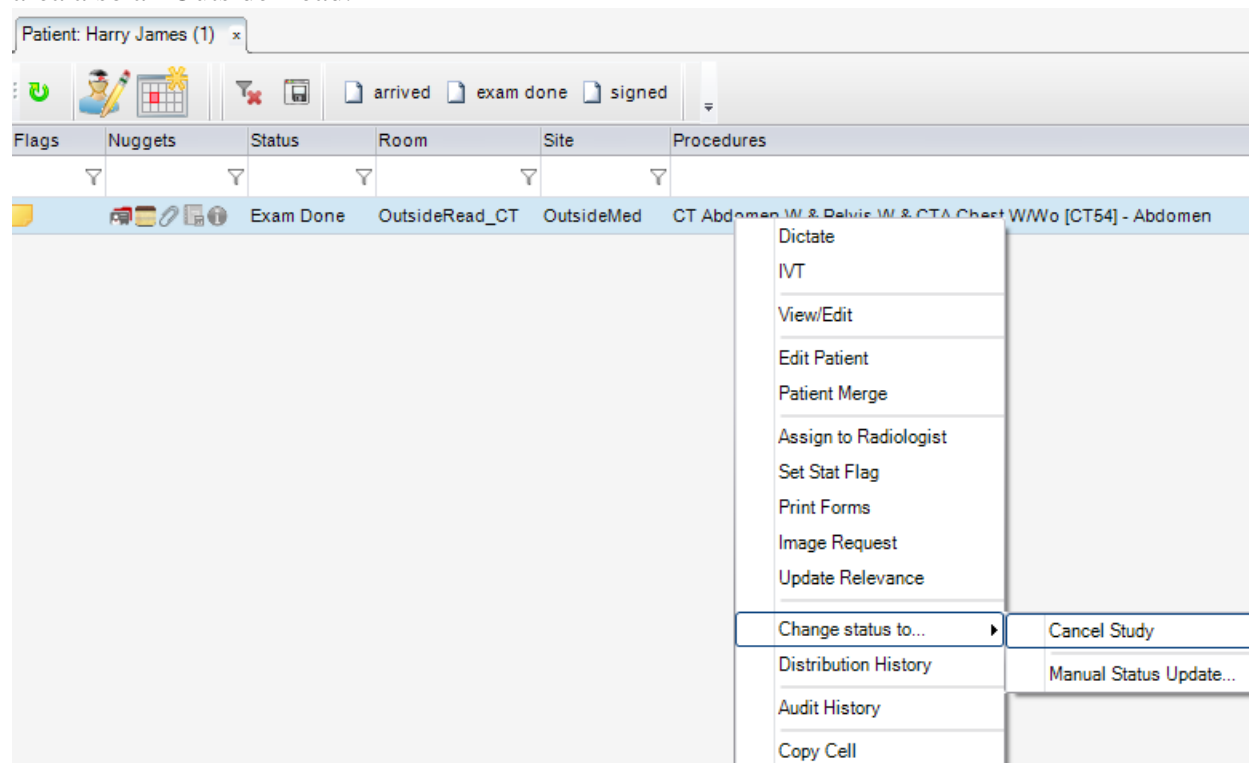 Patient: Harry James (1) x
arrived exam done signed
Flags Nuggets Status Room Site Procedures
Exam Done OutsideRead_CT OutsideMed CT Abdomen W & Pelvis W & CTA Chest W/Wo [CT54] - Abdomen
Dictate
IVT
View/Edit
Edit Patient
Patient Merge
Assign to Radiologist
Set Stat Flag
Print Forms
Image Request
Update Relevance
Change status to... Cancel Study
Distribution History Manual Status Update...
Audit History
Copy Cell